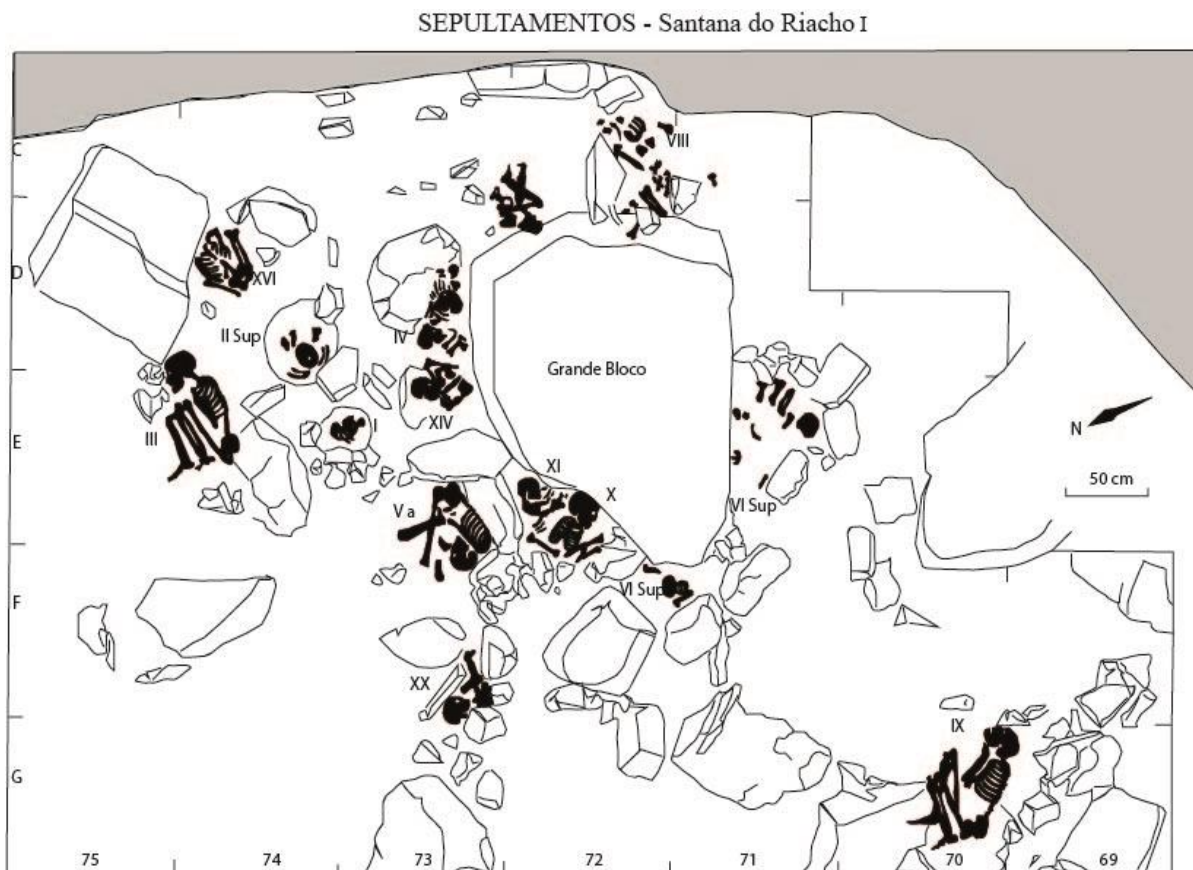 SEPULTAMENTOS - Santana do Riacho I
C
VIII
D
XVI
II Sup
IV
Grande Bloco
III
I
XIV
E
N
50 cm
XI
X
V a
VI Sup
F
VI Sup
XX
IX
G
75
74
73
72
71
70
69